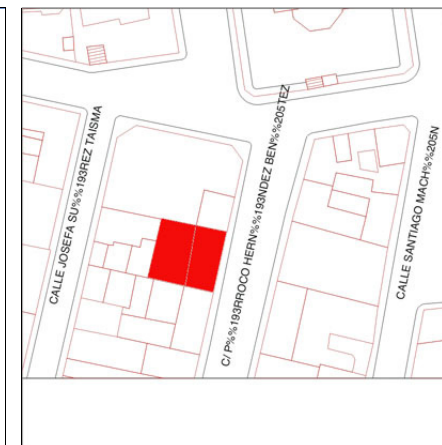 CALLE JOSEFA SU%%193REZ TAISMA
C/ P%%193RROCO HERN%%193NDEZ BEN%%205TEZ
CALLE SANTIAGO MACH%%205N